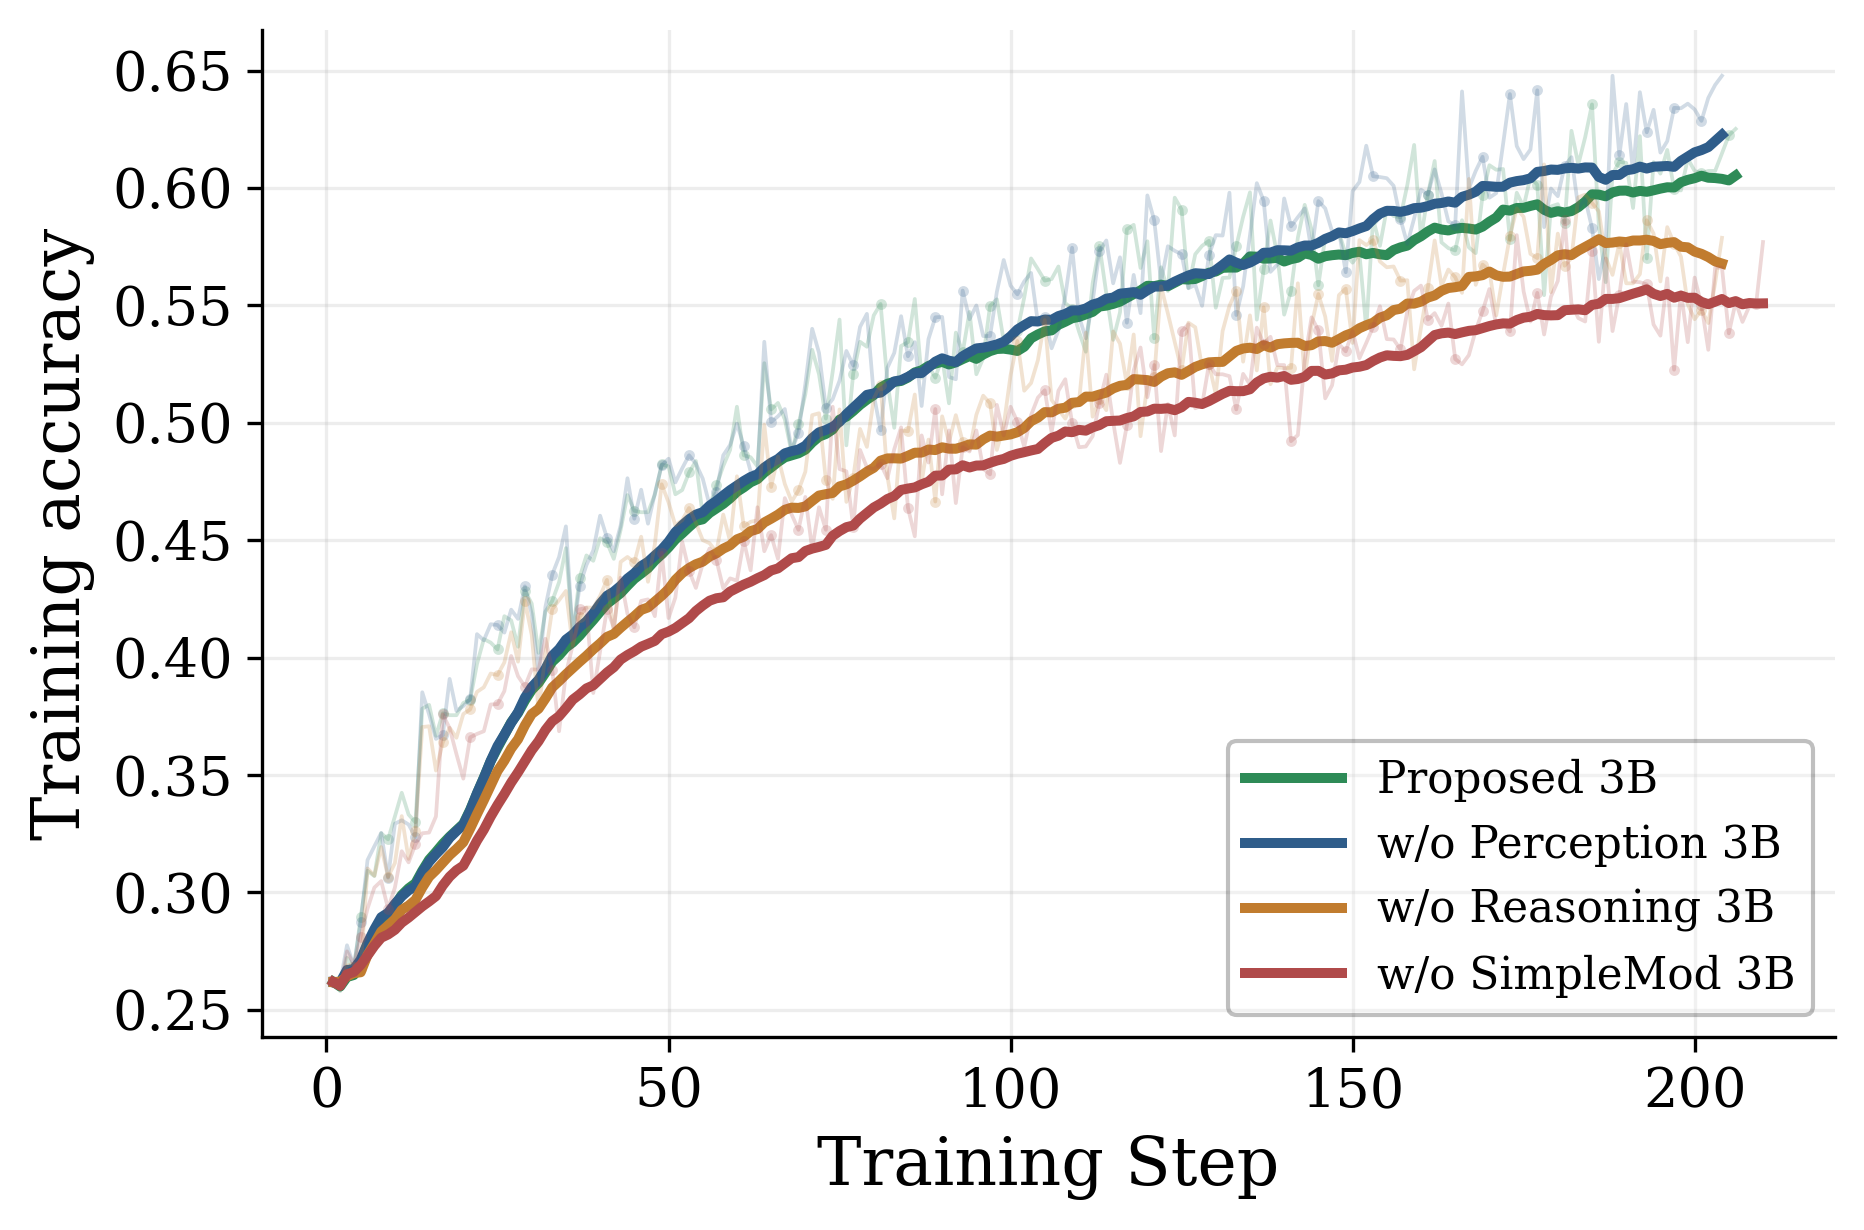 Training accuracy
0.65
0.60
0.55
0.50
0.45
0.40
0.35
0.30
0.25
0
50
100
150
200
Training Step
Proposed 3B
w/o Perception 3B
w/o Reasoning 3B
w/o SimpleMod 3B